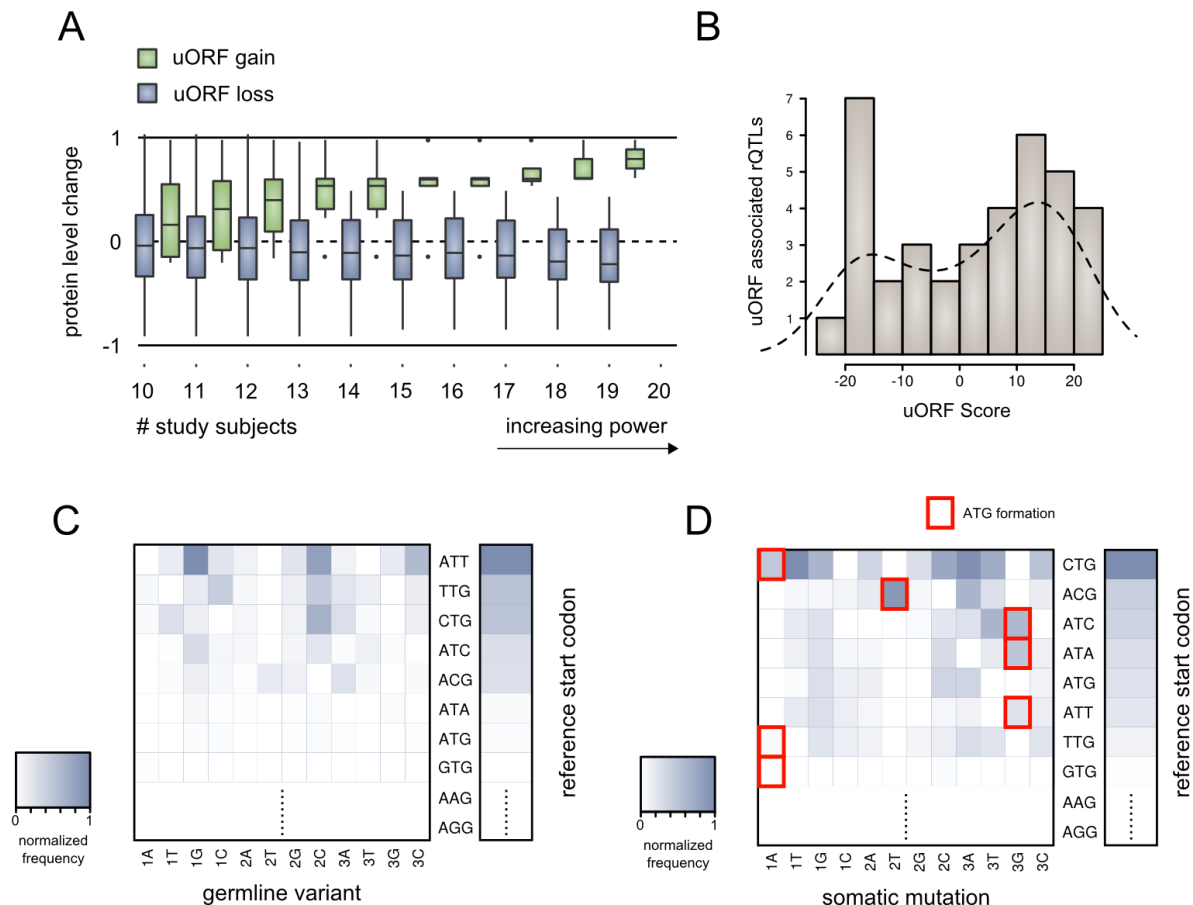 A
uORF gain
uORF loss
protein level change
1
0
-1
10 11 12 13 14 15 16 17 18 19 20
# study subjects
increasing power
B
uORF associated rQTLs
7
6
5
4
3
2
1
-20 -10 0 10 20
uORF Score
C
ATT
TTG
CTG
ATC
ACG
ATA
ATG
GTG
AAG
AGG
reference start codon
0 1
normalized
frequency
1A 1T 1G 1C 2A 2T 2G 2C 3A 3T 3G 3C
germline variant
D
ATG formation
CTG
ACG
ATC
ATA
ATG
ATT
TTG
GTG
AAG
AGG
reference start codon
0 1
normalized
frequency
1A 1T 1G 1C 2A 2T 2G 2C 3A 3T 3G 3C
somatic mutation